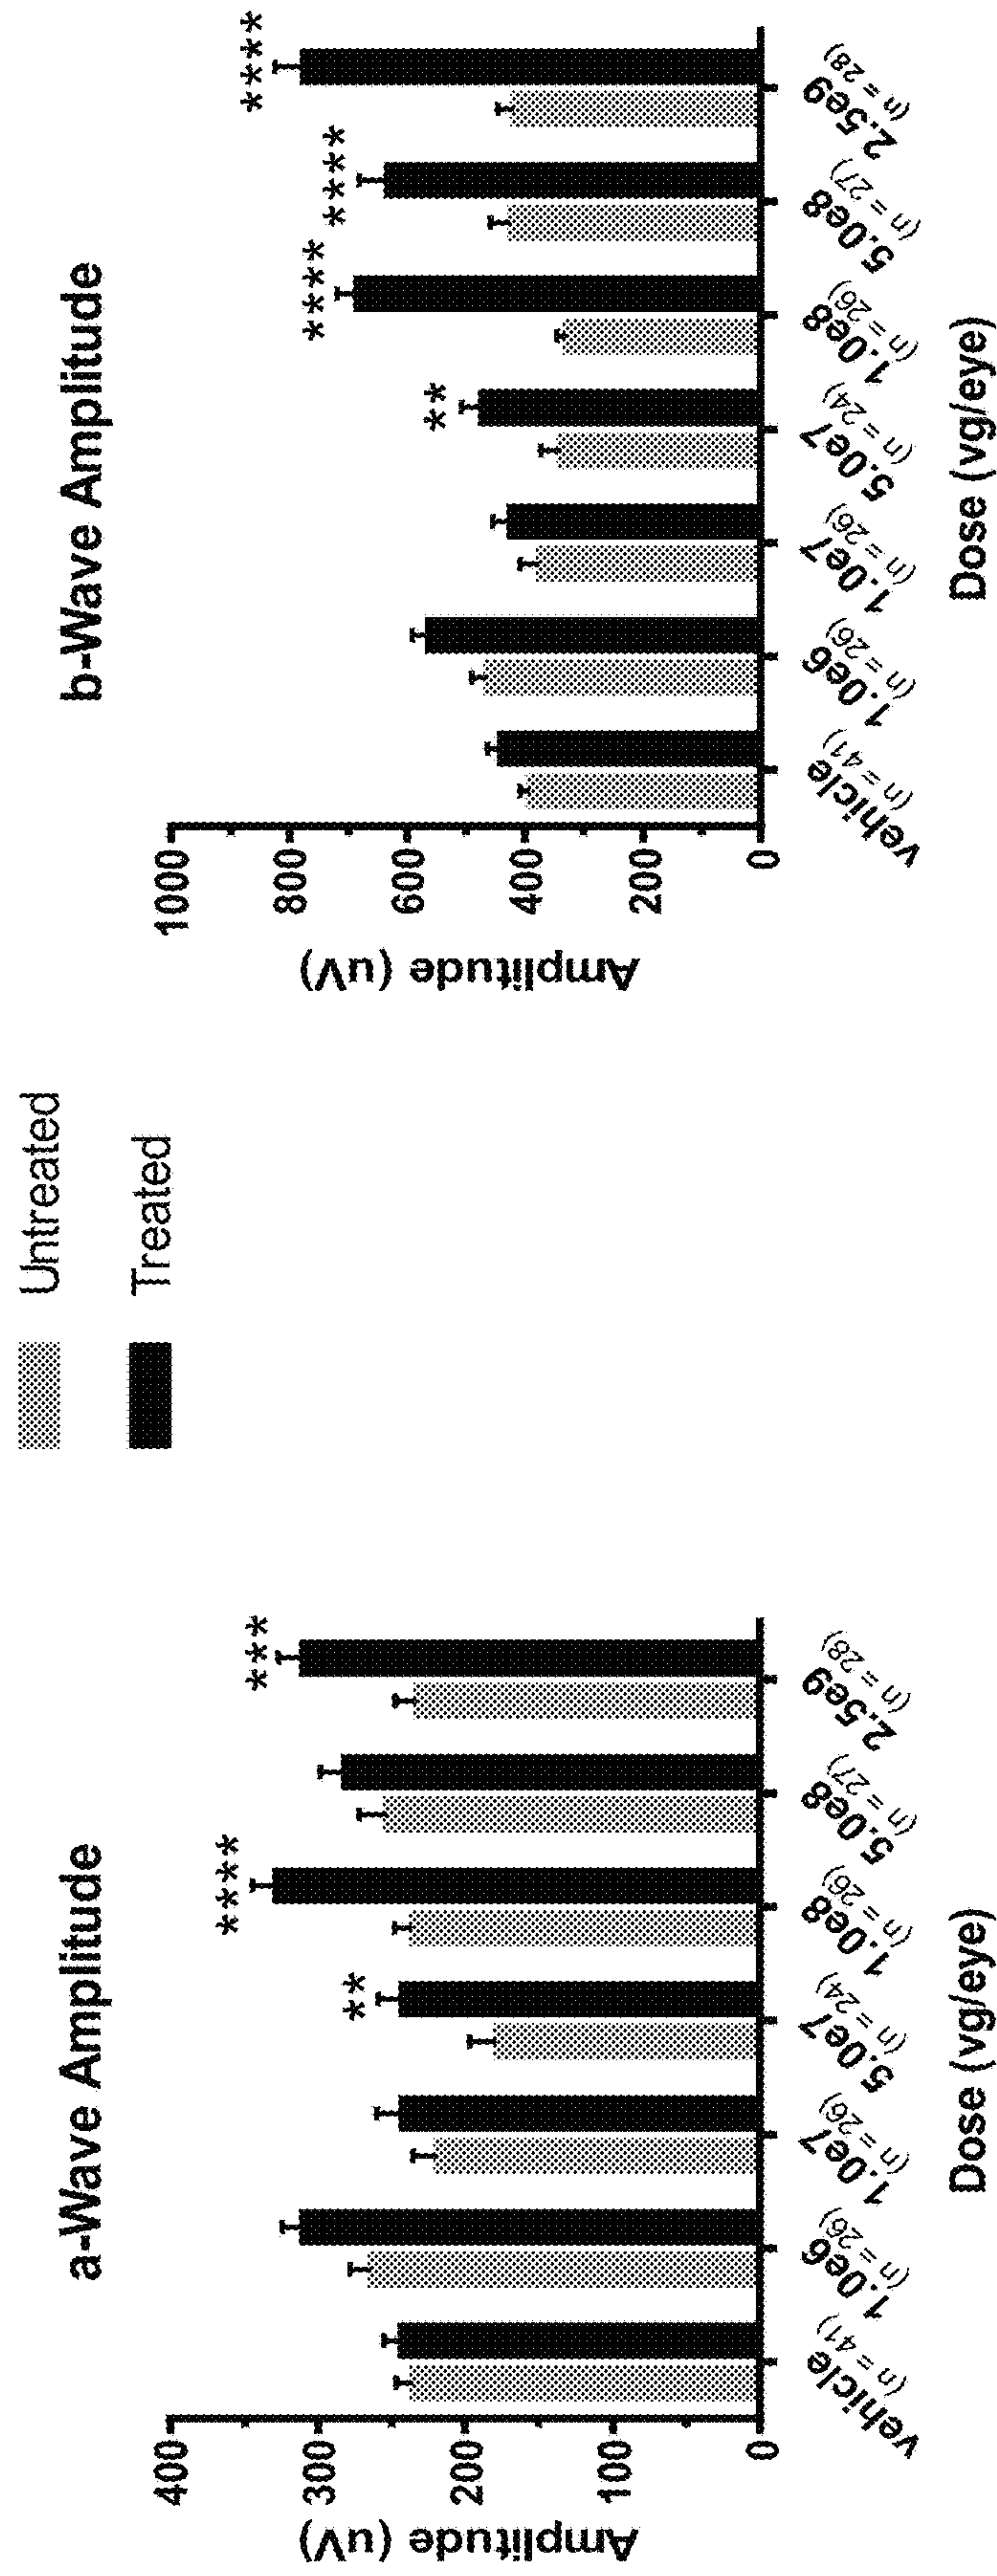 Untreated
Treated
a-Wave Amplitude
Amplitude (uV)
400
300
200
100
0
vehicle
(n = 41)
1.0e6
(n = 26)
1.0e7
(n = 26)
5.0e7
(n = 24)
1.0e8
(n = 26)
5.0e8
(n = 27)
2.5e9
(n = 28)
**
****
***
Dose (vg/eye)
b-Wave Amplitude
Amplitude (uV)
1000
800
600
400
200
0
vehicle
(n = 41)
1.0e6
(n = 26)
1.0e7
(n = 26)
5.0e7
(n = 24)
1.0e8
(n = 26)
5.0e8
(n = 27)
2.5e9
(n = 28)
**
****
****
****
Dose (vg/eye)